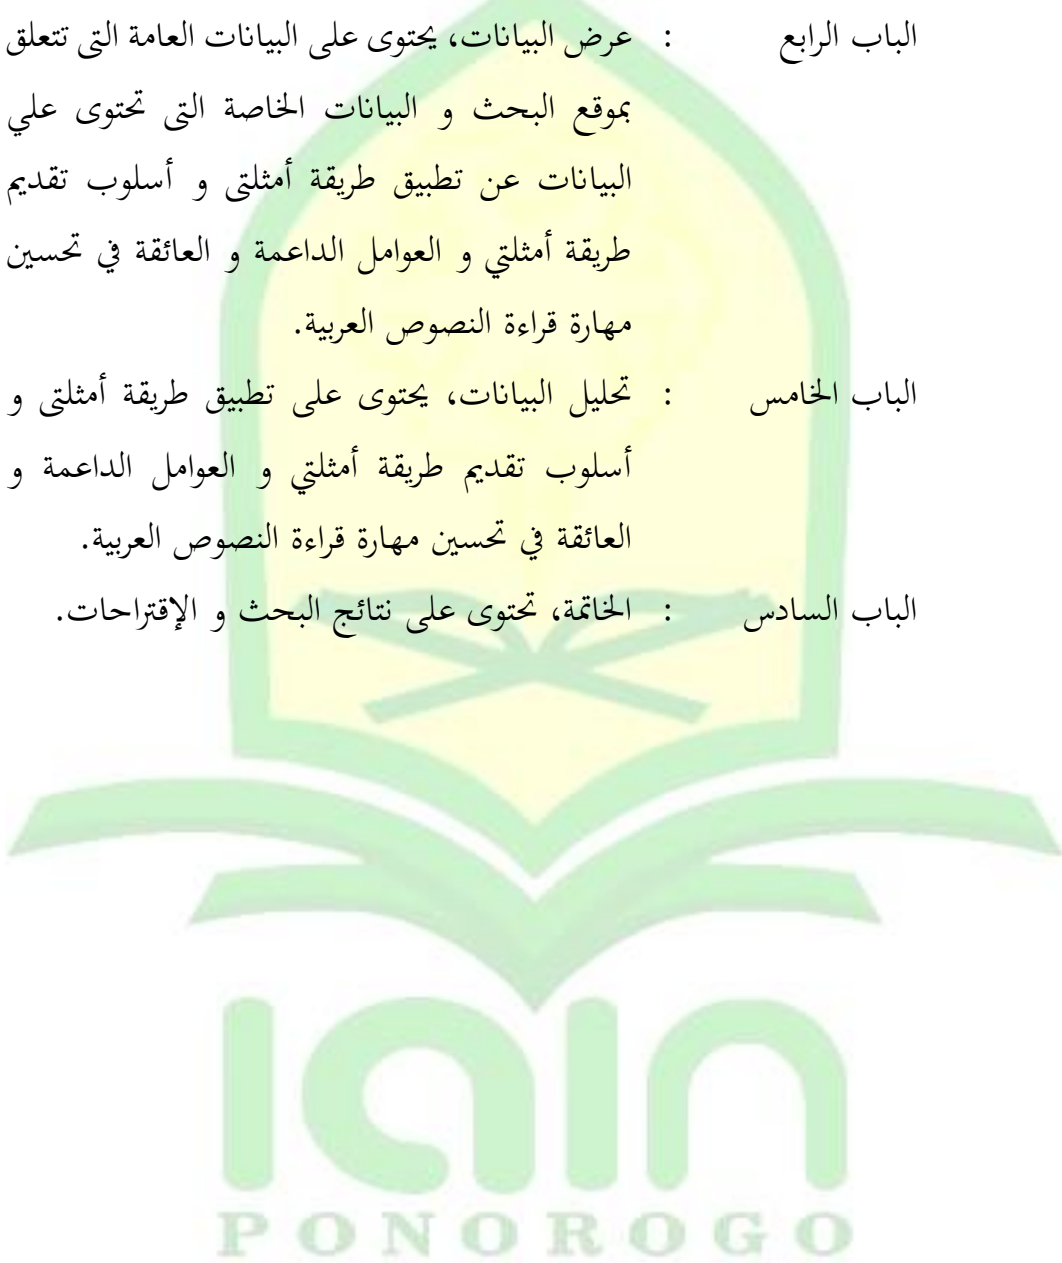 الباب الرابع : عرض البيانات، يحتوى على البيانات العامة التى تتعلق
بموقع البحث و البيانات الخاصة التى تحتوى علي
البيانات عن تطبيق طريقة أمثلتى و أسلوب تقديم
طريقة أمثلتي و العوامل الداعمة و العائقة في تحسين
مهارة قراءة النصوص العربية.
الباب الخامس : تحليل البيانات، يحتوى على تطبيق طريقة أمثلتى و
أسلوب تقديم طريقة أمثلتي و العوامل الداعمة و
العائقة في تحسين مهارة قراءة النصوص العربية.
الباب السادس : الخاتمة، تحتوى على نتائج البحث و الإقتراحات.
iain
PONOROGO